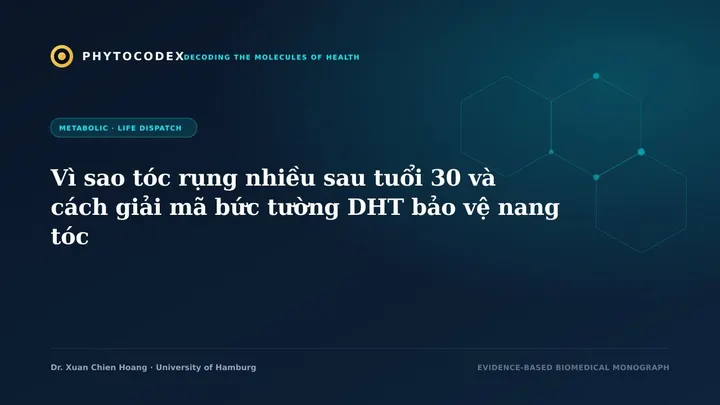 PHYTOCODEX DECODING THE MOLECULES OF HEALTH
METABOLIC · LIFE DISPATCH
Vì sao tóc rụng nhiều sau tuổi 30 và
cách giải mã bức tường DHT bảo vệ nang
tóc
Dr. Xuan Chien Hoang · University of Hamburg
EVIDENCE-BASED BIOMEDICAL MONOGRAPH